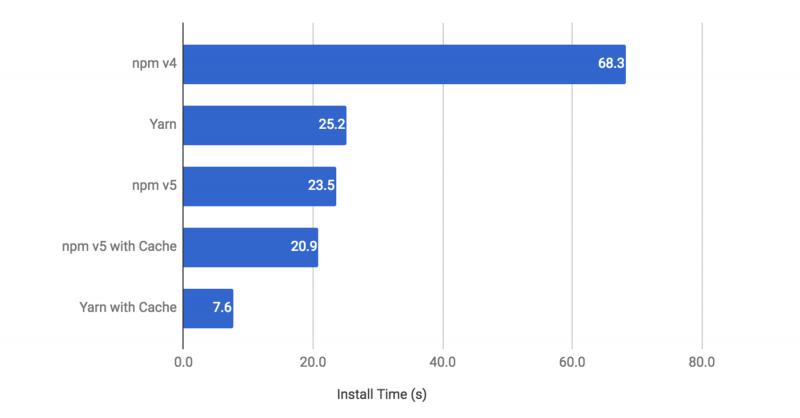 npm v4
68.3
Yarn
25.2
npm v5
23.5
npm v5 with Cache
20.9
Yarn with Cache
7.6
0.0 20.0 40.0 60.0 80.0
Install Time (s)